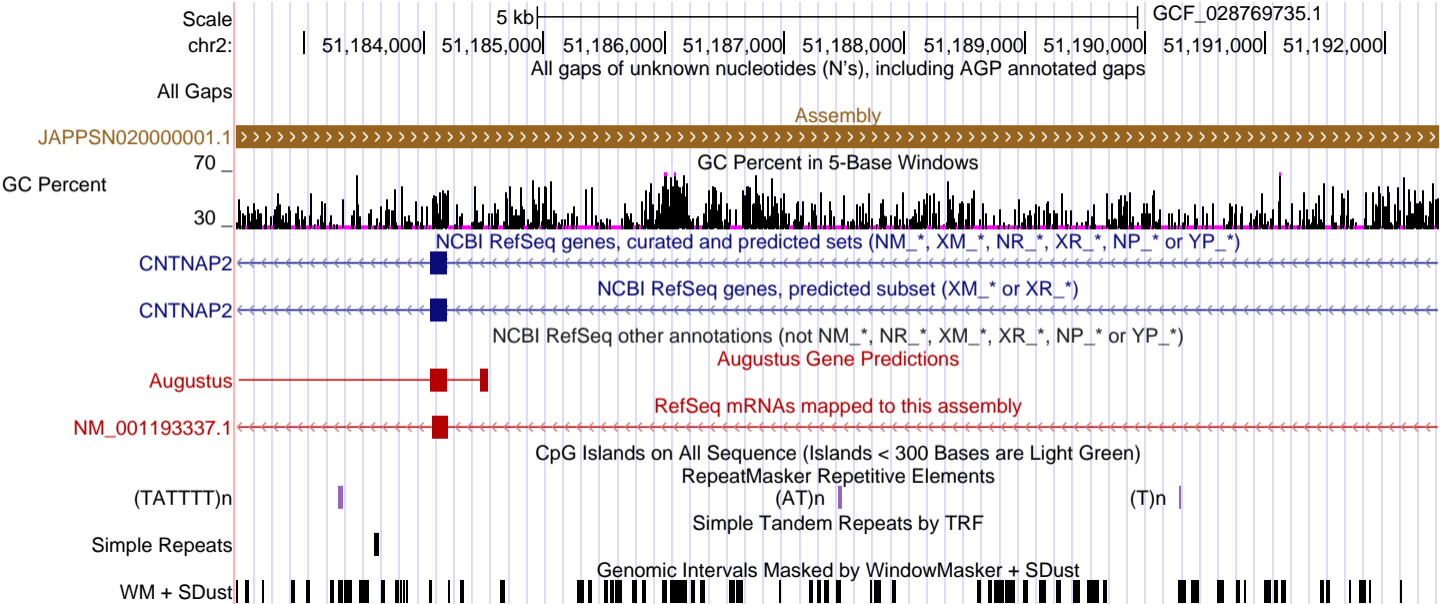 Scale 5 kb GCF_028769735.1
chr2: 51,184,000 51,185,000 51,186,000 51,187,000 51,188,000 51,189,000 51,190,000 51,191,000 51,192,000
All gaps of unknown nucleotides (N's), including AGP annotated gaps
All Gaps
Assembly
JAPPSN020000001.1
70 _ GC Percent in 5-Base Windows
GC Percent
30 _
NCBI RefSeq genes, curated and predicted sets (NM_*, XM_*, NR_*, XR_*, NP_* or YP_*)
CNTNAP2
NCBI RefSeq genes, predicted subset (XM_* or XR_*)
CNTNAP2
NCBI RefSeq other annotations (not NM_*, NR_*, XM_*, XR_*, NP_* or YP_*)
Augustus Gene Predictions
Augustus
RefSeq mRNAs mapped to this assembly
NM_001193337.1
CpG Islands on All Sequence (Islands < 300 Bases are Light Green)
RepeatMasker Repetitive Elements
(TATTTT)n (AT)n (T)n
Simple Tandem Repeats by TRF
Simple Repeats
Genomic Intervals Masked by WindowMasker + SDust
WM + SDust